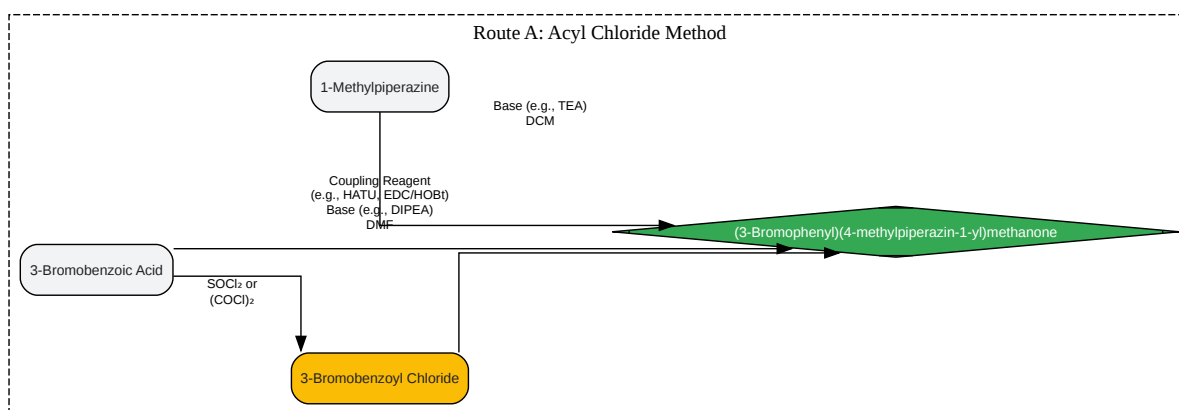 Route A: Acyl Chloride Method
1-Methylpiperazine
Base (e.g., TEA)
DCM
Coupling Reagent
(e.g., HATU, EDC/HOBt)
Base (e.g., DIPEA)
DMF
(3-Bromophenyl)(4-methylpiperazin-1-yl)methanone
3-Bromobenzoic Acid
SOCl₂ or
(COCl)₂
3-Bromobenzoyl Chloride